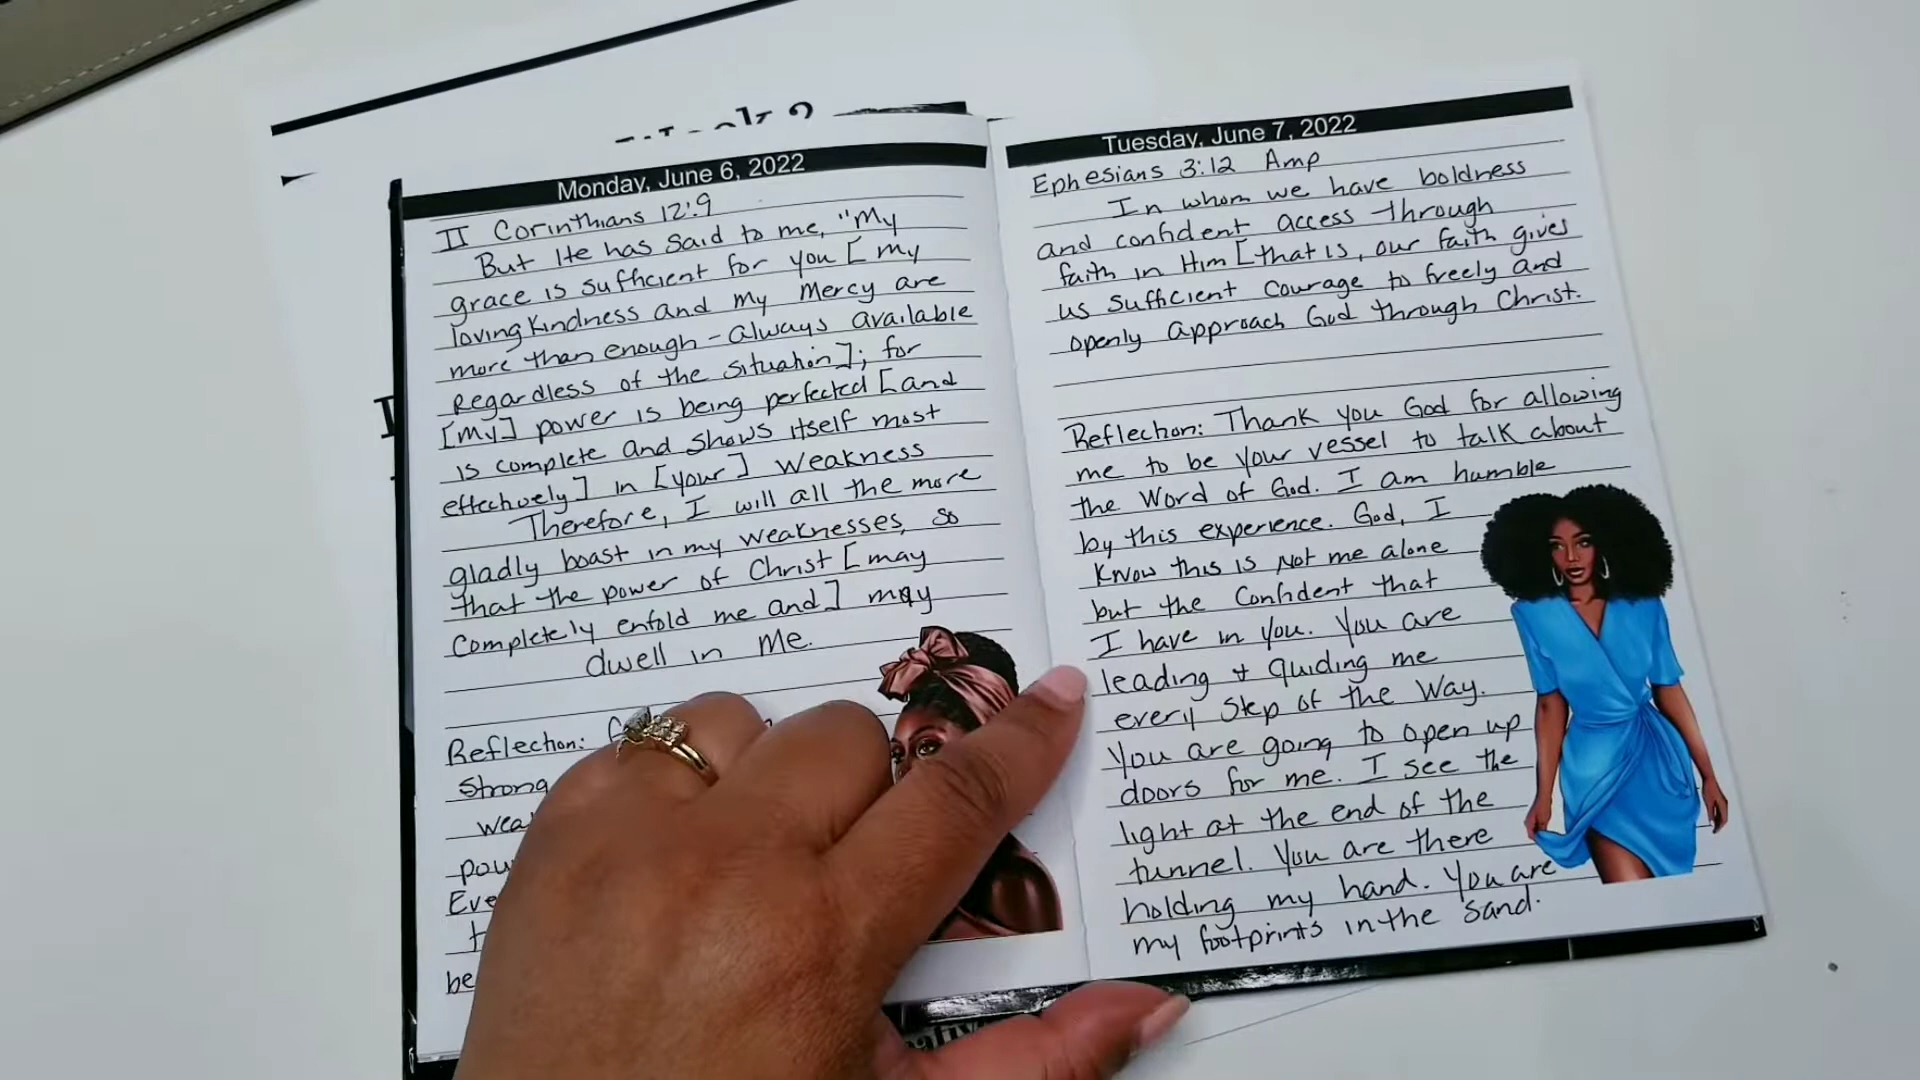 Monday, June 6, 2022
II Corinthians 12:9
But He has said to me, "My
grace is sufficient for you [my
lovingkindness and my Mercy are
more than enough - always available
Regardless of the situation]; for
[my] power is being perfected [and
is complete and shows itself most
effectively] in [your] weakness
Therefore, I will all the more
gladly boast in my weaknesses, so
that the power of Christ [may
completely enfold me and] may
dwell in me.
Reflection:
Strong
Tuesday, June 7, 2022
Ephesians 3:12 Amp
In whom we have boldness
and confident access through
faith in Him [that is, our faith gives
us sufficient courage to freely and
openly approach God through Christ.
Reflection: Thank you God for allowing
me to be your vessel to talk about
the Word of God. I am humble
by this experience. God, I
know this is Not me alone
but the Confident that
I have in you. You are
leading + guiding me
every step of the way.
You are going to open up
doors for me. I see the
light at the end of the
tunnel. You are there
holding my hand. You are
my footprints in the sand.